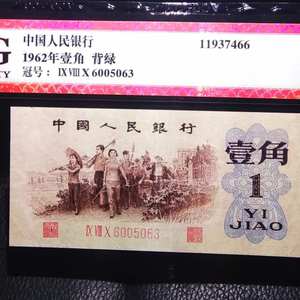 G
TY
中国人民银行
11937466
1962年壹角 背绿
冠号: IX VIII X 6005063
中國人民銀行
壹角
1
YI
JIAO
IX VIII X 6005063